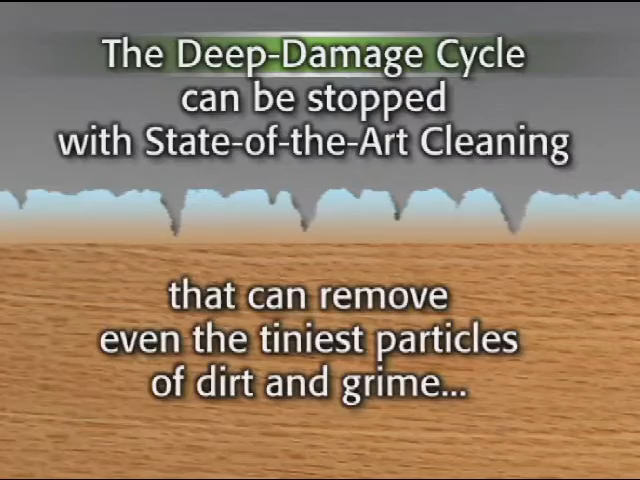 The Deep-Damage Cycle
can be stopped
with State-of-the-Art Cleaning
that can remove
even the tiniest particles
of dirt and grime...